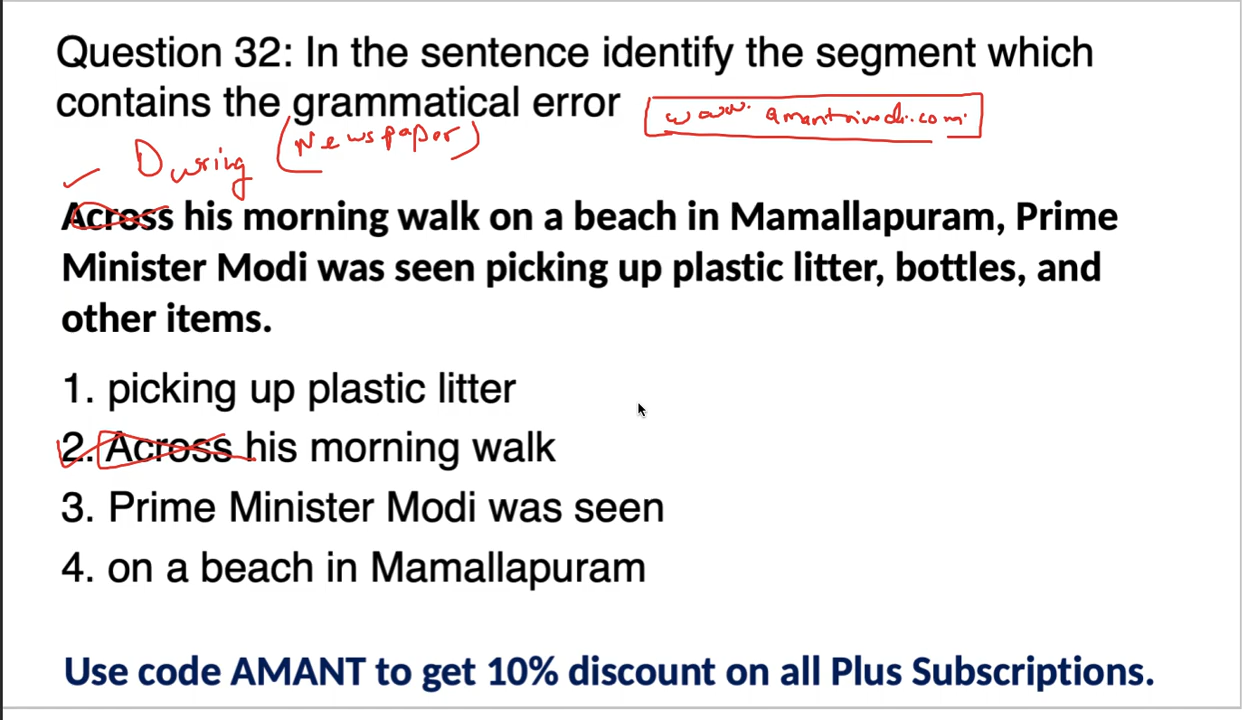 Question 32: In the sentence identify the segment which
contains the grammatical error
www. amanttrivedi.com.
(Newspaper)
During
Across his morning walk on a beach in Mamallapuram, Prime
Minister Modi was seen picking up plastic litter, bottles, and
other items.
1. picking up plastic litter
2. Across his morning walk
3. Prime Minister Modi was seen
4. on a beach in Mamallapuram
Use code AMANT to get 10% discount on all Plus Subscriptions.